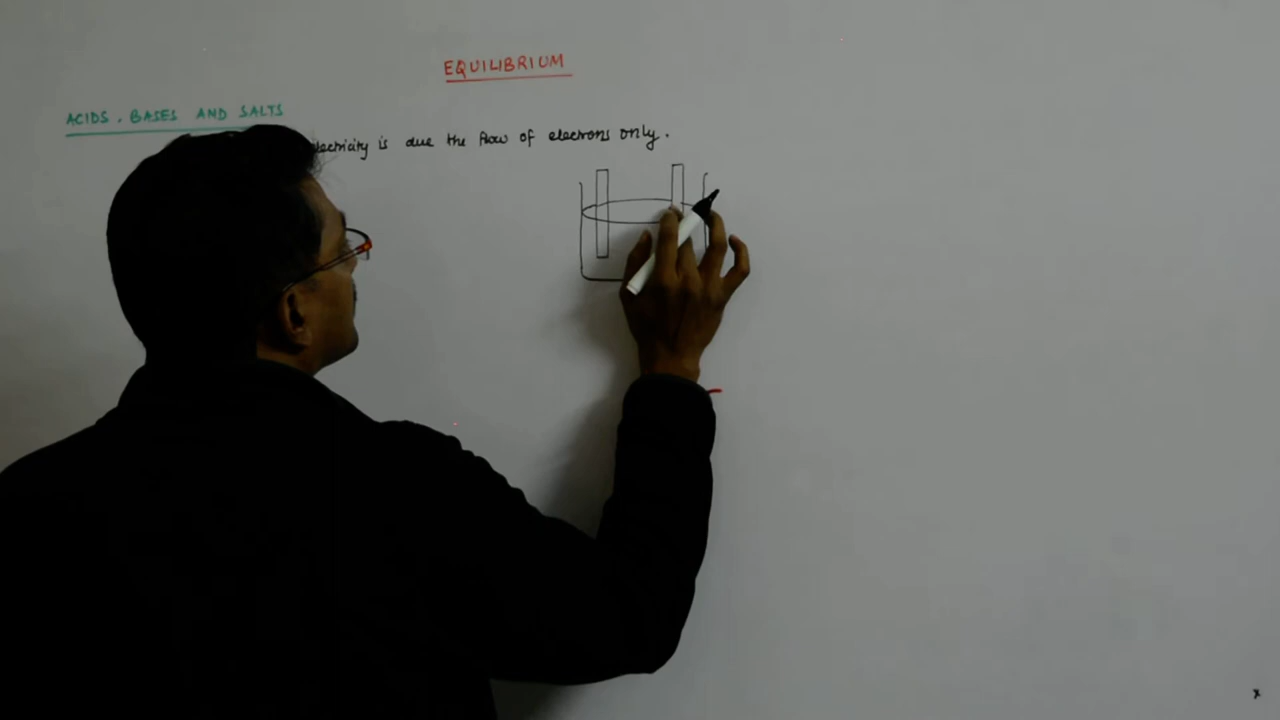 EQUILIBRIUM
ACIDS, BASES AND SALTS
electricity is due the flow of electrons only.
x